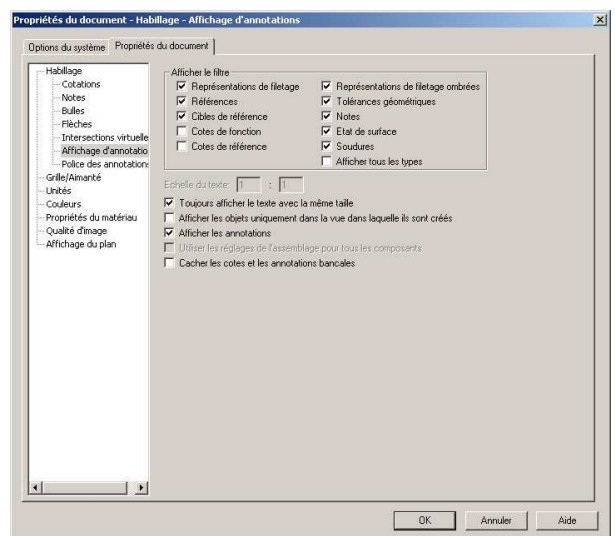 Propriétés du document - Habillage - Affichage d'annotations
Options du système
Propriétés du document
Habillage
Cotations
Notes
Bulles
Flèches
Intersections virtuelle
Affichage d'annotatio
Police des annotation
Grille/Aimanté
Unités
Couleurs
Propriétés du matériau
Qualité d'image
Affichage du plan
Afficher le filtre
Représentations de filetage
Représentations de filetage ombrées
Références
Tolérances géométriques
Cibles de référence
Notes
Cotes de fonction
Etat de surface
Cotes de référence
Soudures
Afficher tous les types
Echelle du texte: 1 : 1
Toujours afficher le texte avec la même taille
Afficher les objets uniquement dans la vue dans laquelle ils sont créés
Afficher les annotations
Utiliser les réglages de l'assemblage pour tous les composants
Cacher les cotes et les annotations bancales
OK
Annuler
Aide